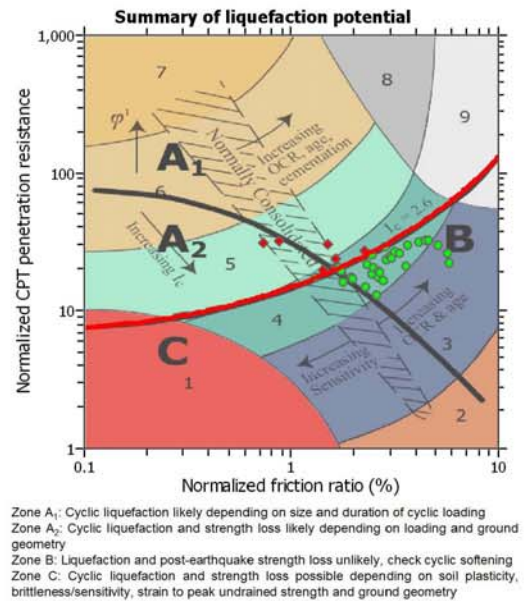 Summary of liquefaction potential
1,000
7
8
9
φ'
A1
Increasing
OCR, age,
cementation
Normally Consolidated
100
6
A2
Increasing Ic
Ic = 2.6
B
5
10
4
C
Increasing
OCR & age
Increasing
Sensitivity
3
1
2
1
0.1
1
10
Normalized CPT penetration resistance
Normalized friction ratio (%)
Zone A1: Cyclic liquefaction likely depending on size and duration of cyclic loading
Zone A2: Cyclic liquefaction and strength loss likely depending on loading and ground
geometry
Zone B: Liquefaction and post-earthquake strength loss unlikely, check cyclic softening
Zone C: Cyclic liquefaction and strength loss possible depending on soil plasticity,
brittleness/sensitivity, strain to peak undrained strength and ground geometry